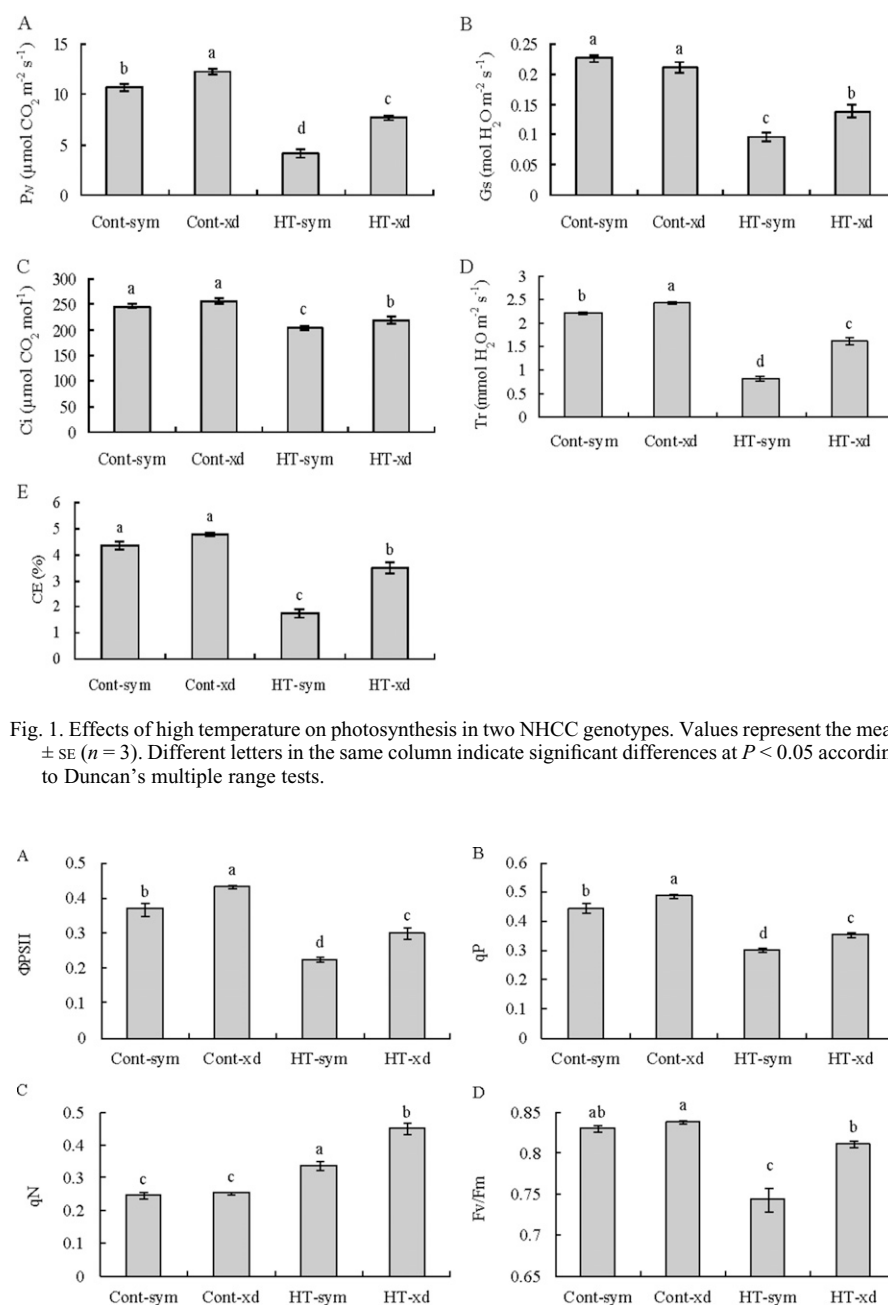 A
P_N (μmol CO₂ m⁻² s⁻¹)
15
10
5
0
b
a
d
c
Cont-sym Cont-xd HT-sym HT-xd
B
Gs (mol H₂O m⁻² s⁻¹)
0.25
0.2
0.15
0.1
0.05
0
a
a
c
b
Cont-sym Cont-xd HT-sym HT-xd
C
Ci (μmol CO₂ mol⁻¹)
300
250
200
150
100
50
0
a
a
c
b
Cont-sym Cont-xd HT-sym HT-xd
D
Tr (mmol H₂O m⁻² s⁻¹)
3
2.5
2
1.5
1
0.5
0
b
a
d
c
Cont-sym Cont-xd HT-sym HT-xd
E
CE (%)
6
5
4
3
2
1
0
a
a
c
b
Cont-sym Cont-xd HT-sym HT-xd
Fig. 1. Effects of high temperature on photosynthesis in two NHCC genotypes. Values represent the mea
± SE (n = 3). Different letters in the same column indicate significant differences at P < 0.05 accordin
to Duncan’s multiple range tests.
A
ΦPSII
0.5
0.4
0.3
0.2
0.1
0
b
a
d
c
Cont-sym Cont-xd HT-sym HT-xd
B
qP
0.6
0.5
0.4
0.3
0.2
0.1
0
b
a
d
c
Cont-sym Cont-xd HT-sym HT-xd
C
qN
0.5
0.4
0.3
0.2
0.1
0
c
c
a
b
Cont-sym Cont-xd HT-sym HT-xd
D
Fv/Fm
0.85
0.8
0.75
0.7
0.65
ab
a
c
b
Cont-sym Cont-xd HT-sym HT-xd